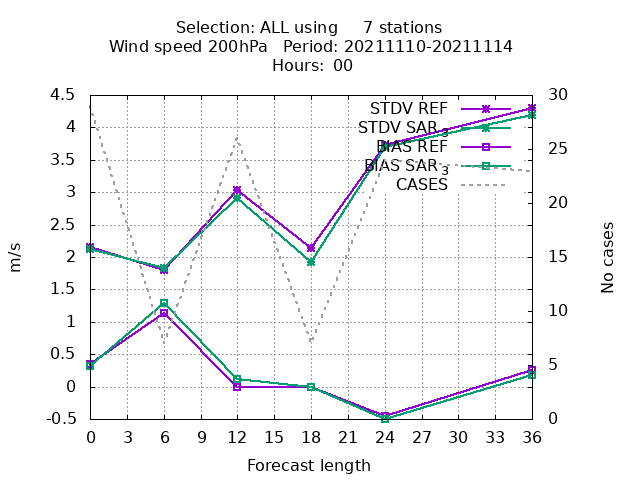 Selection: ALL using     7 stations
Wind speed 200hPa   Period: 20211110-20211114
Hours: 00
4.5
4
3.5
3
2.5
2
1.5
1
0.5
0
-0.5
m/s
STDV REF
STDV SAR3
BIAS REF
BIAS SAR3
CASES
30
25
20
15
10
5
0
No cases
0 3 6 9 12 15 18 21 24 27 30 33 36
Forecast length